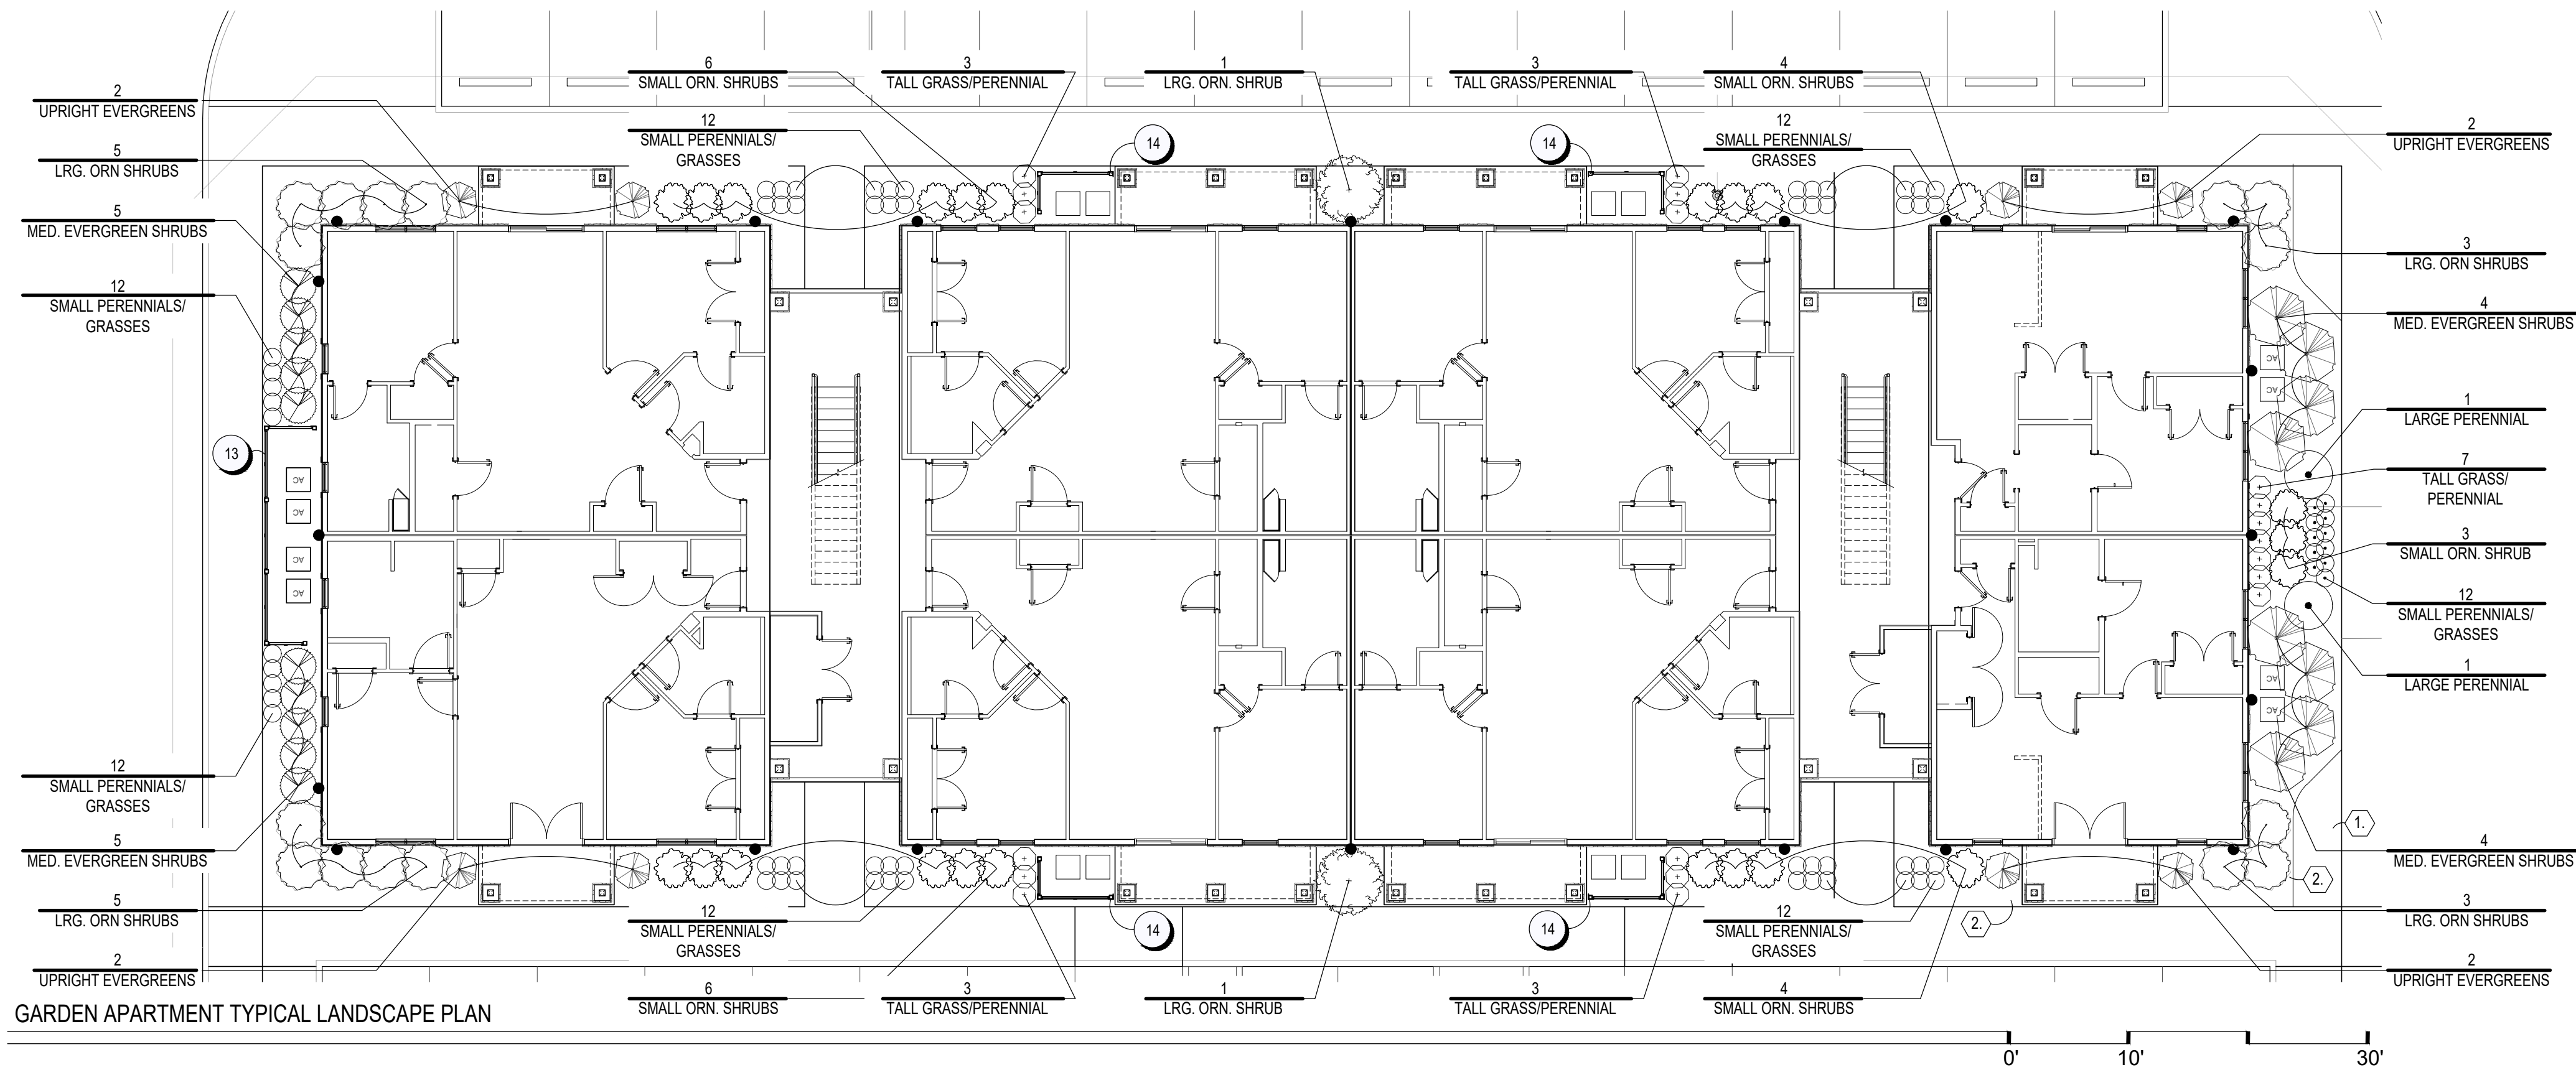 6
SMALL ORN. SHRUBS
3
TALL GRASS/PERENNIAL
1
LRG. ORN. SHRUB
3
TALL GRASS/PERENNIAL
4
SMALL ORN. SHRUBS
2
UPRIGHT EVERGREENS
12
SMALL PERENNIALS/
GRASSES
14
14
12
SMALL PERENNIALS/
GRASSES
2
UPRIGHT EVERGREENS
5
LRG. ORN SHRUBS
5
MED. EVERGREEN SHRUBS
3
LRG. ORN SHRUBS
12
SMALL PERENNIALS/
GRASSES
4
MED. EVERGREEN SHRUBS
AC
AC
1
LARGE PERENNIAL
13
7
TALL GRASS/
PERENNIAL
AC
AC
AC
AC
3
SMALL ORN. SHRUB
12
SMALL PERENNIALS/
GRASSES
1
LARGE PERENNIAL
AC
AC
12
SMALL PERENNIALS/
GRASSES
1.
5
MED. EVERGREEN SHRUBS
4
MED. EVERGREEN SHRUBS
2.
5
LRG. ORN SHRUBS
12
SMALL PERENNIALS/
GRASSES
14
14
12
SMALL PERENNIALS/
GRASSES
2.
3
LRG. ORN SHRUBS
2
UPRIGHT EVERGREENS
2
UPRIGHT EVERGREENS
6
SMALL ORN. SHRUBS
3
TALL GRASS/PERENNIAL
1
LRG. ORN. SHRUB
3
TALL GRASS/PERENNIAL
4
SMALL ORN. SHRUBS
GARDEN APARTMENT TYPICAL LANDSCAPE PLAN
0' 10' 30'